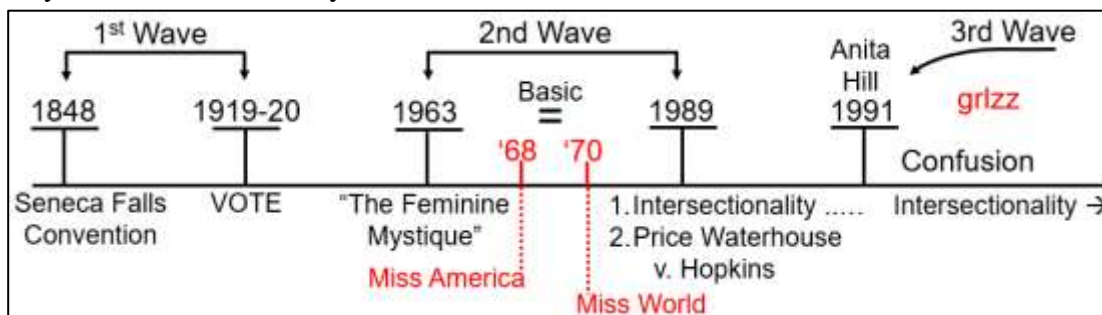 1st Wave
2nd Wave
3rd Wave
Anita
Hill
Basic
=
grlzz
1848
1919-20
1963
1989
1991
'68
'70
Confusion
Seneca Falls
Convention
VOTE
"The Feminine
Mystique"
1. Intersectionality .....
2. Price Waterhouse
v. Hopkins
Intersectionality →
Miss America
Miss World